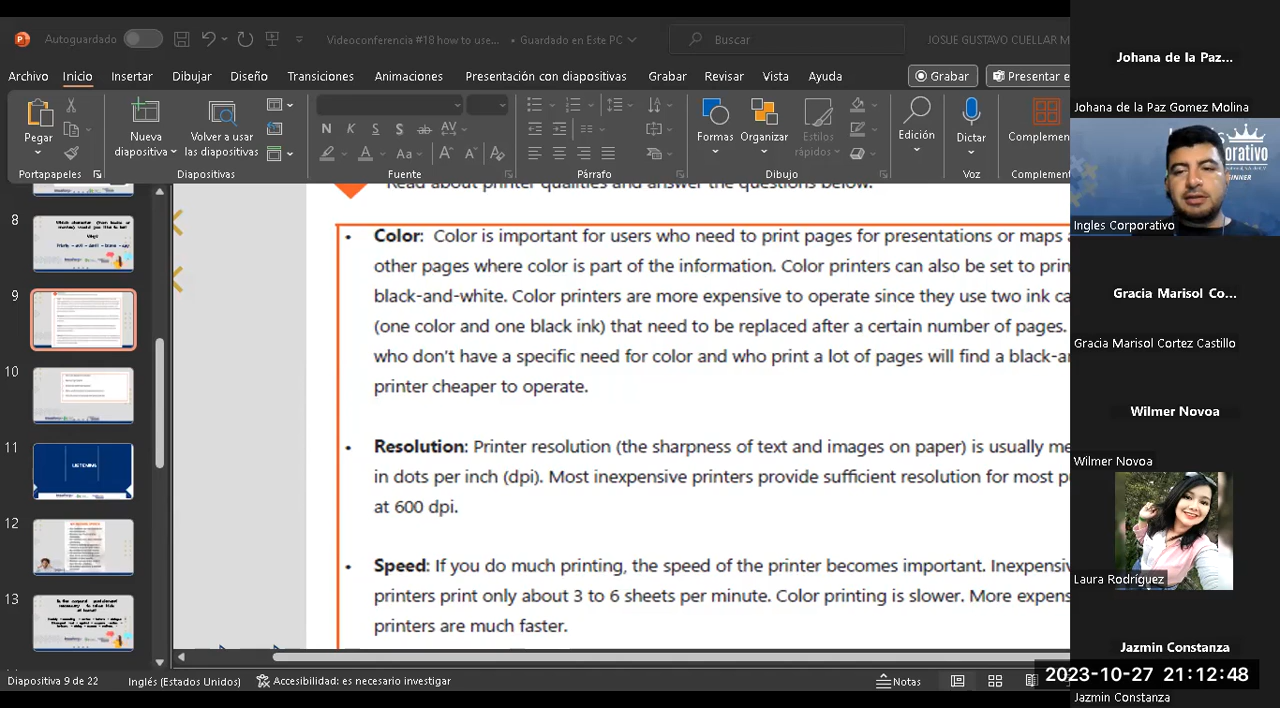 Autoguardado
Videoconferencia #18 how to use... • Guardado en Este PC
Buscar
JOSUE GUSTAVO CUELLAR M
Archivo Inicio Insertar Dibujar Diseño Transiciones Animaciones Presentación con diapositivas Grabar Revisar Vista Ayuda
Grabar
Presentar e
Pegar
Nueva diapositiva
Volver a usar las diapositivas
Formas
Organizar
Estilos rápidos
Edición
Dictar
Complemen
Portapapeles
Diapositivas
Fuente
Párrafo
Dibujo
Voz
Complement
8
9
10
11
LISTENING
12
13
Read about printer qualities and answer the questions below.
• Color: Color is important for users who need to print pages for presentations or maps
other pages where color is part of the information. Color printers can also be set to prin
black-and-white. Color printers are more expensive to operate since they use two ink ca
(one color and one black ink) that need to be replaced after a certain number of pages.
who don't have a specific need for color and who print a lot of pages will find a black-a
printer cheaper to operate.
• Resolution: Printer resolution (the sharpness of text and images on paper) is usually me
in dots per inch (dpi). Most inexpensive printers provide sufficient resolution for most p
at 600 dpi.
• Speed: If you do much printing, the speed of the printer becomes important. Inexpensiv
printers print only about 3 to 6 sheets per minute. Color printing is slower. More expens
printers are much faster.
Diapositiva 9 de 22
Inglés (Estados Unidos)
Accesibilidad: es necesario investigar
Notas
Johana de la Paz...
Johana de la Paz Gomez Molina
Ingles Corporativo
Gracia Marisol Co...
Gracia Marisol Cortez Castillo
Wilmer Novoa
Wilmer Novoa
Laura Rodríguez
Jazmin Constanza
2023-10-27 21:12:48
Jazmin Constanza